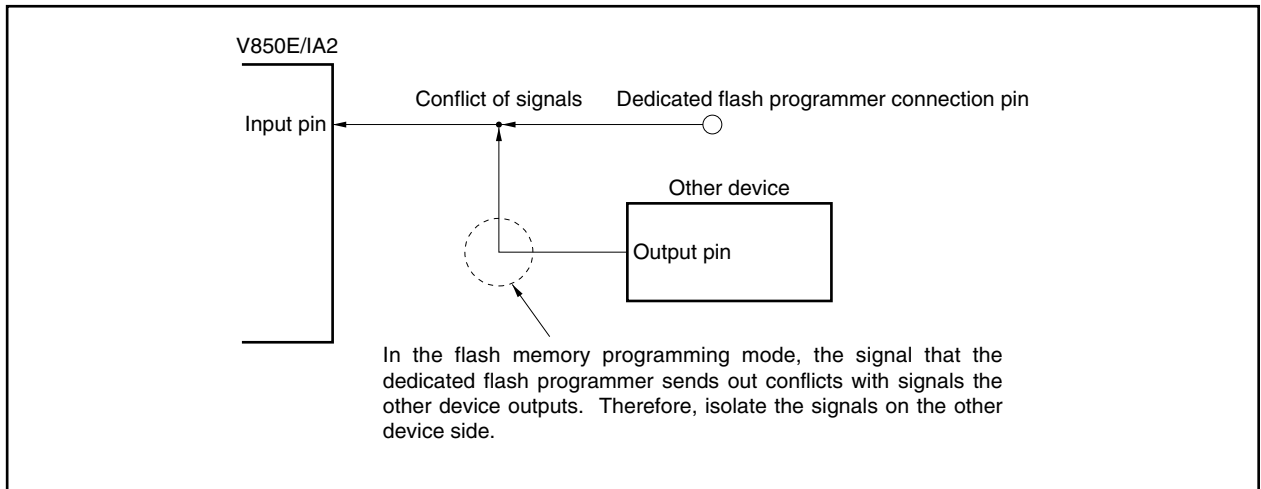 V850E/IA2
Conflict of signals
Dedicated flash programmer connection pin
Input pin
Other device
Output pin
In the flash memory programming mode, the signal that the
dedicated flash programmer sends out conflicts with signals the
other device outputs. Therefore, isolate the signals on the other
device side.